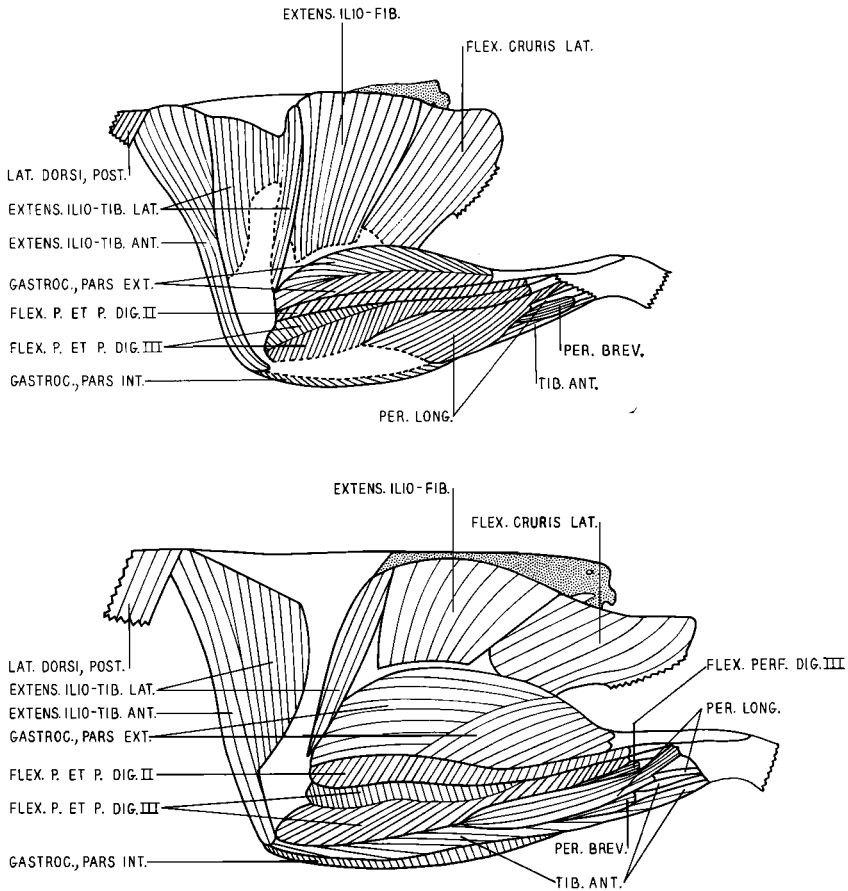 EXTENS. ILIO-FIB.
FLEX. CRURIS LAT.
LAT. DORSI, POST.
EXTENS. ILIO-TIB. LAT.
EXTENS. ILIO-TIB. ANT.
GASTROC., PARS EXT.
FLEX. P. ET P. DIG. II
FLEX. P. ET P. DIG. III
GASTROC., PARS INT.
PER. BREV.
TIB. ANT.
PER. LONG.
EXTENS. ILIO-FIB.
FLEX. CRURIS LAT.
LAT. DORSI, POST.
EXTENS. ILIO-TIB. LAT.
EXTENS. ILIO-TIB. ANT.
GASTROC., PARS EXT.
FLEX. P. ET P. DIG. II
FLEX. P. ET P. DIG. III
GASTROC., PARS INT.
FLEX. PERF. DIG. III
PER. LONG.
PER. BREV.
TIB. ANT.